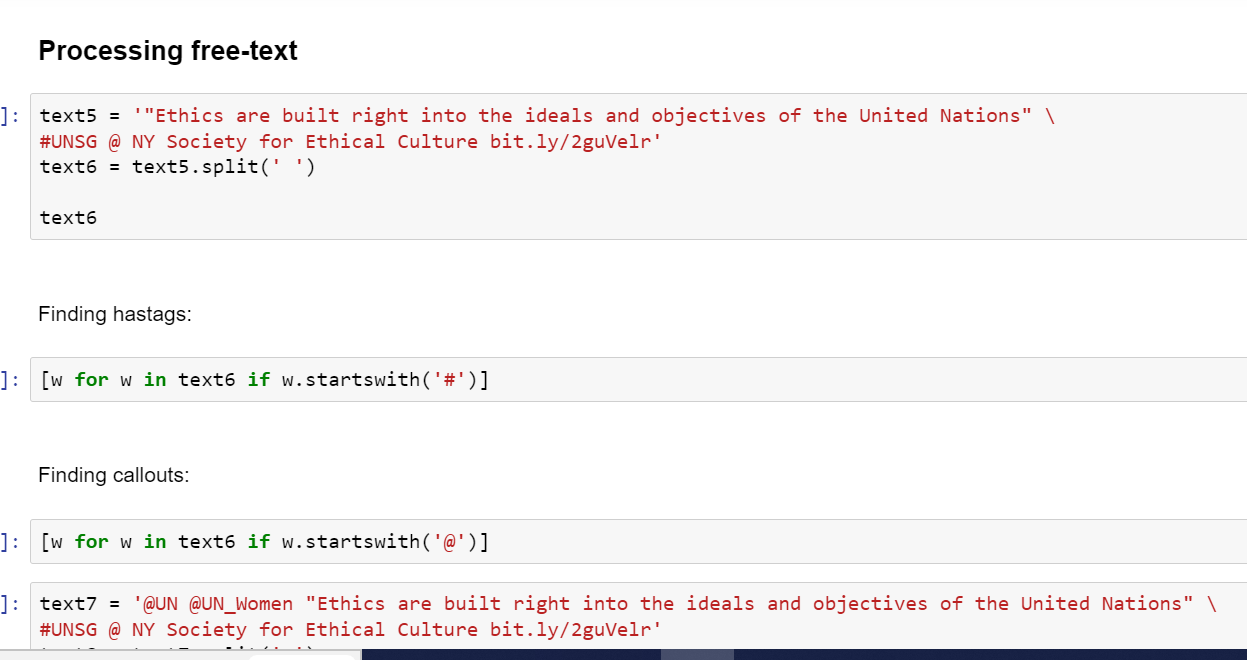 Processing free-text
]: text5 = '"Ethics are built right into the ideals and objectives of the United Nations" \
#UNSG @ NY Society for Ethical Culture bit.ly/2guVelr'
text6 = text5.split(' ')
text6
Finding hastags:
]: [w for w in text6 if w.startswith('#')]
Finding callouts:
]: [w for w in text6 if w.startswith('@')]
]: text7 = '@UN @UN_Women "Ethics are built right into the ideals and objectives of the United Nations" \
#UNSG @ NY Society for Ethical Culture bit.ly/2guVelr'